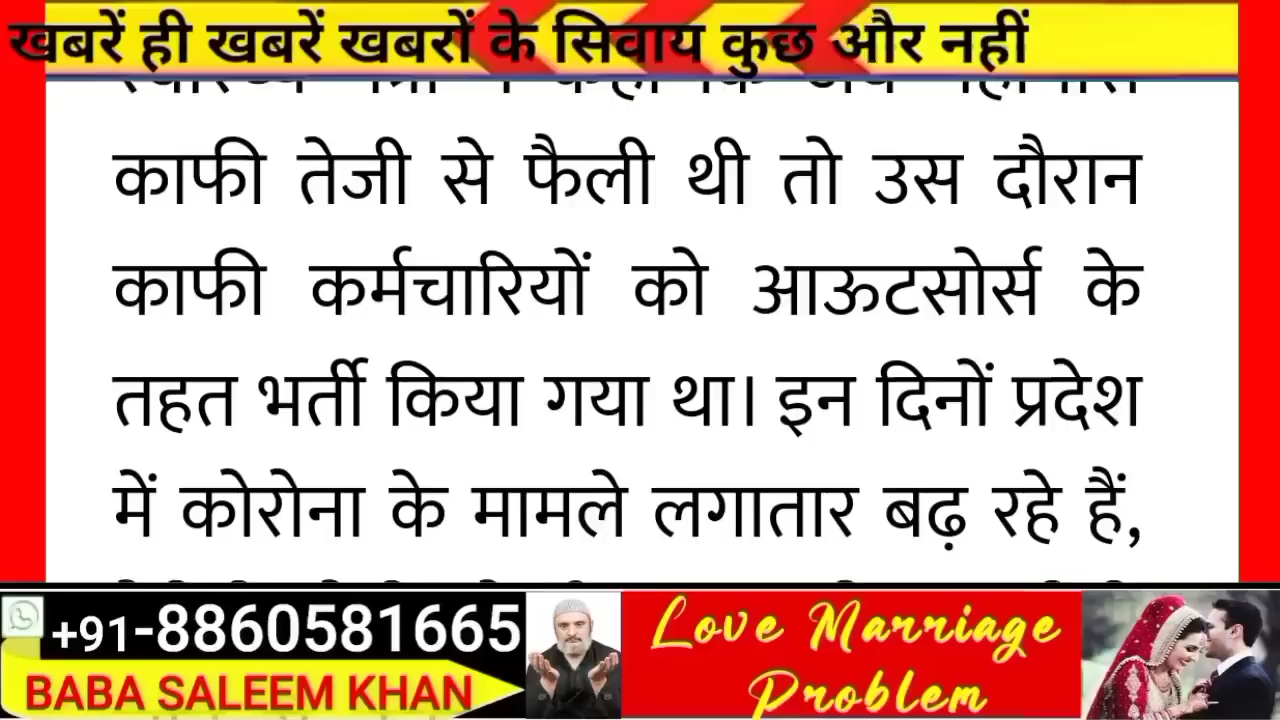 खबरें ही खबरें खबरों के सिवाय कुछ और नहीं
काफी तेजी से फैली थी तो उस दौरान
काफी कर्मचारियों को आऊटसोर्स के
तहत भर्ती किया गया था। इन दिनों प्रदेश
में कोरोना के मामले लगातार बढ़ रहे हैं,
+91-8860581665
BABA SALEEM KHAN
Love Marriage
Problem